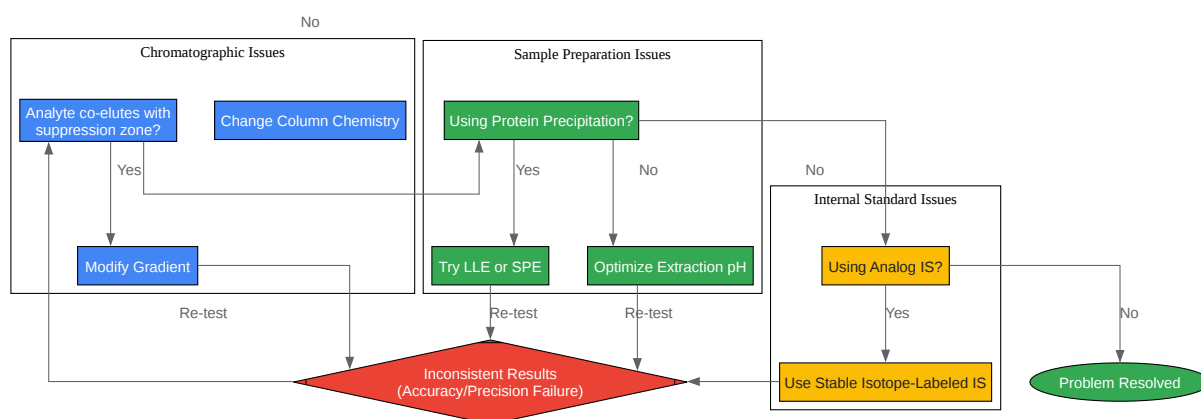 No
Chromatographic Issues
Sample Preparation Issues
Analyte co-elutes with
suppression zone?
Change Column Chemistry
Using Protein Precipitation?
Yes
Yes
No
No
Internal Standard Issues
Modify Gradient
Try LLE or SPE
Optimize Extraction pH
Using Analog IS?
Re-test
Re-test
Re-test
Yes
No
Inconsistent Results
(Accuracy/Precision Failure)
Use Stable Isotope-Labeled IS
Problem Resolved